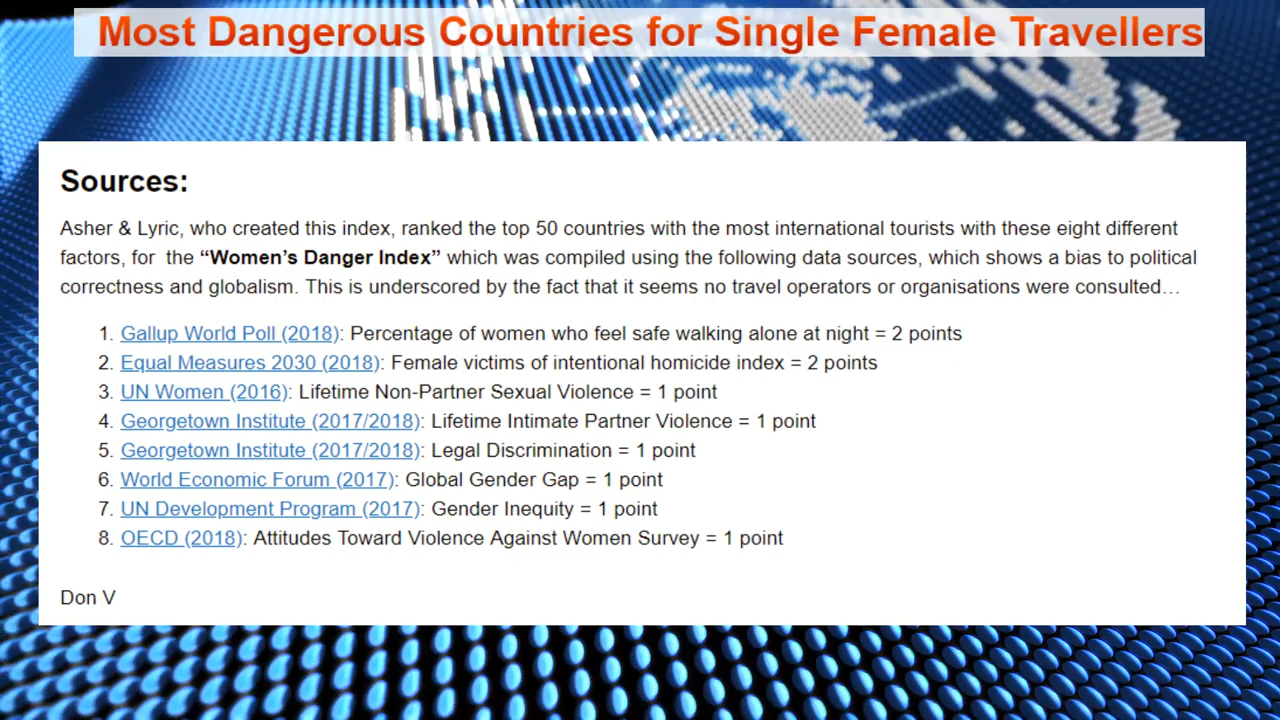 Most Dangerous Countries for Single Female Travellers
Sources:
Asher & Lyric, who created this index, ranked the top 50 countries with the most international tourists with these eight different
factors, for  the “Women’s Danger Index” which was compiled using the following data sources, which shows a bias to political
correctness and globalism. This is underscored by the fact that it seems no travel operators or organisations were consulted…
1. Gallup World Poll (2018): Percentage of women who feel safe walking alone at night = 2 points
2. Equal Measures 2030 (2018): Female victims of intentional homicide index = 2 points
3. UN Women (2016): Lifetime Non-Partner Sexual Violence = 1 point
4. Georgetown Institute (2017/2018): Lifetime Intimate Partner Violence = 1 point
5. Georgetown Institute (2017/2018): Legal Discrimination = 1 point
6. World Economic Forum (2017): Global Gender Gap = 1 point
7. UN Development Program (2017): Gender Inequity = 1 point
8. OECD (2018): Attitudes Toward Violence Against Women Survey = 1 point
Don V